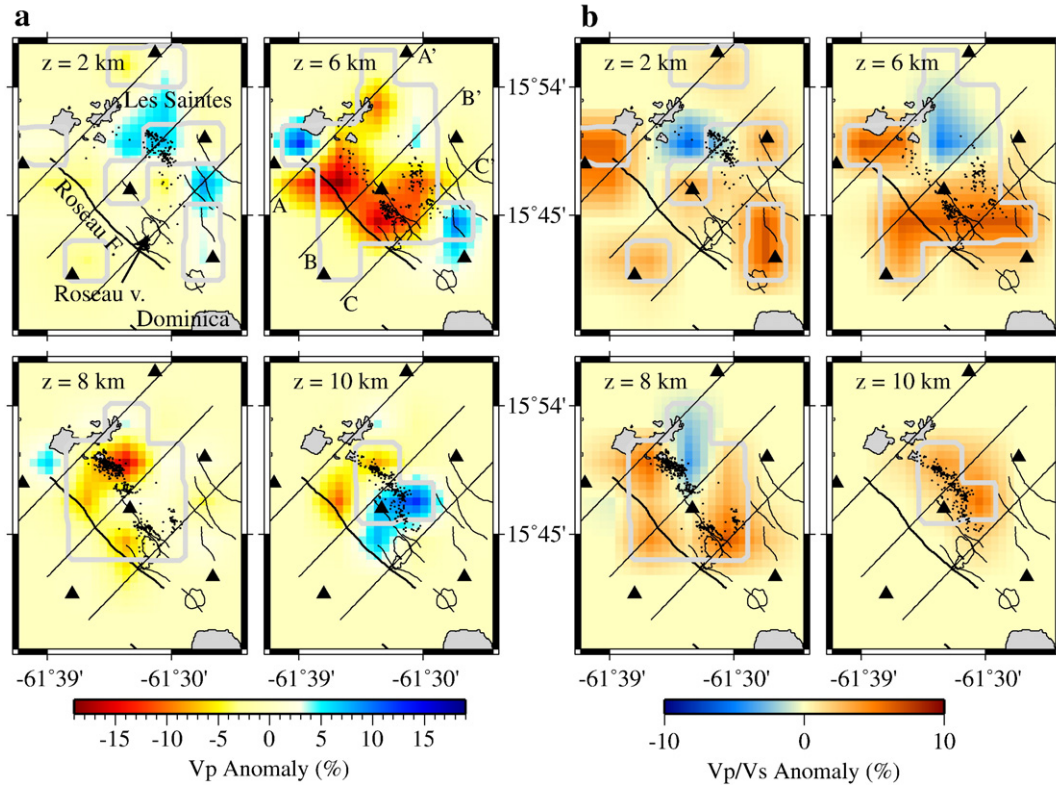 a
b
z = 2 km
z = 6 km
z = 2 km
z = 6 km
A'
B'
C'
Les Saintes
Roseau F.
Roseau v.
Dominica
A
B
C
15°54'
15°45'
z = 8 km
z = 10 km
z = 8 km
z = 10 km
15°54'
15°45'
-61°39'
-61°30'
-61°39'
-61°30'
-61°39'
-61°30'
-61°39'
-61°30'
-15
-10
-5
0
5
10
15
Vp Anomaly (%)
-10
0
10
Vp/Vs Anomaly (%)